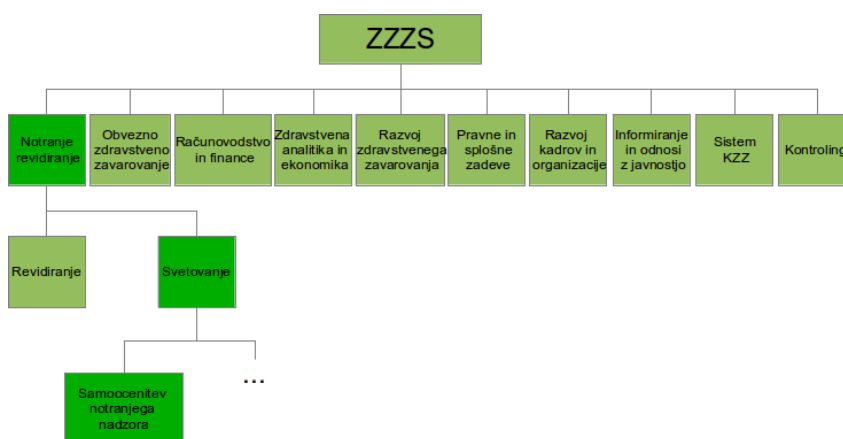 ZZZS
Notranje
revidiranje
Obvezno
zdravstveno
zavarovanje
Računovodstvo
in finance
Zdravstvena
analitika in
ekonomika
Razvoj
zdravstvenega
zavarovanja
Pravne in
splošne
zadeve
Razvoj
kadrov in
organizacije
Informiranje
in odnosi
z javnostjo
Sistem
KZZ
Kontroling
Revidiranje
Svetovanje
Samoocenitev
notranjega
nadzora
...